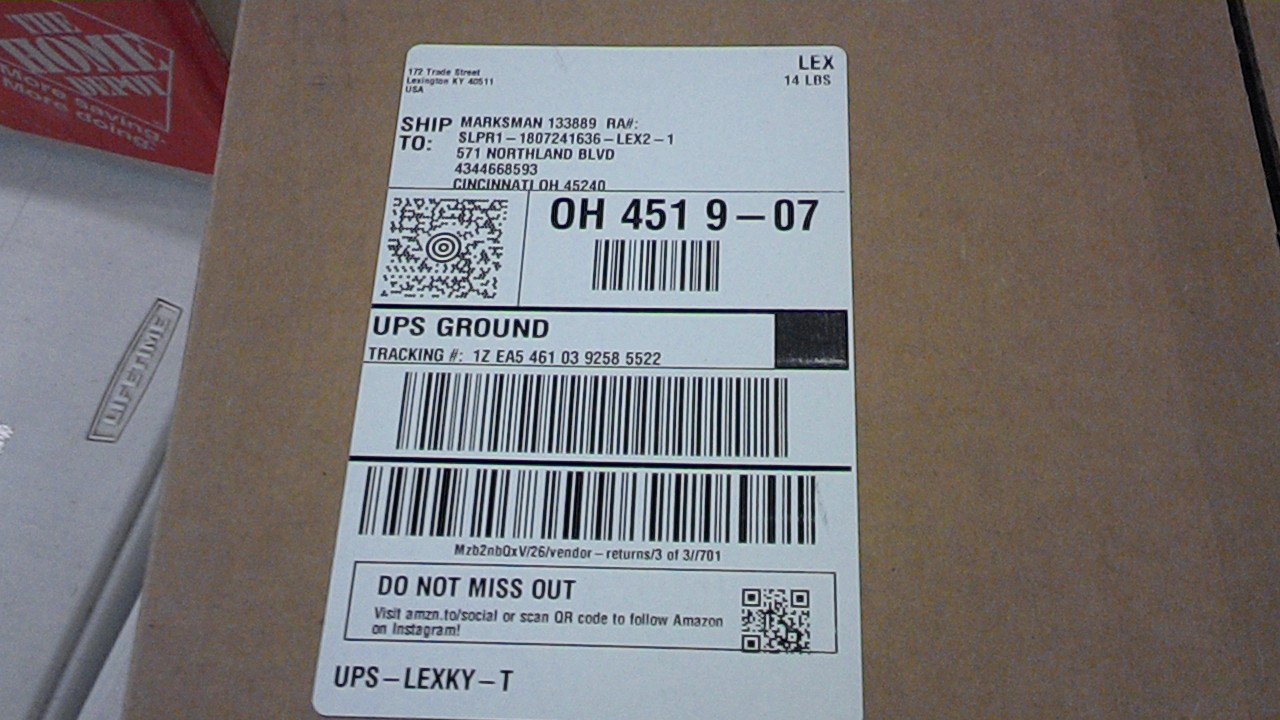 THE
HOME
DEPOT
More saving.
More doing.
LIFETIME
172 Trade Street
Lexington KY 40511
USA
LEX
14 LBS
SHIP TO:
MARKSMAN 133889 RA#:
SLPR1-1807241636-LEX2-1
571 NORTHLAND BLVD
4344668593
CINCINNATI OH 45240
OH 451 9-07
UPS GROUND
TRACKING #: 1Z EA5 461 03 9258 5522
Mzb2nbQxV/26/vendor-returns/3 of 3//701
DO NOT MISS OUT
Visit amzn.to/social or scan QR code to follow Amazon
on Instagram!
UPS-LEXKY-T